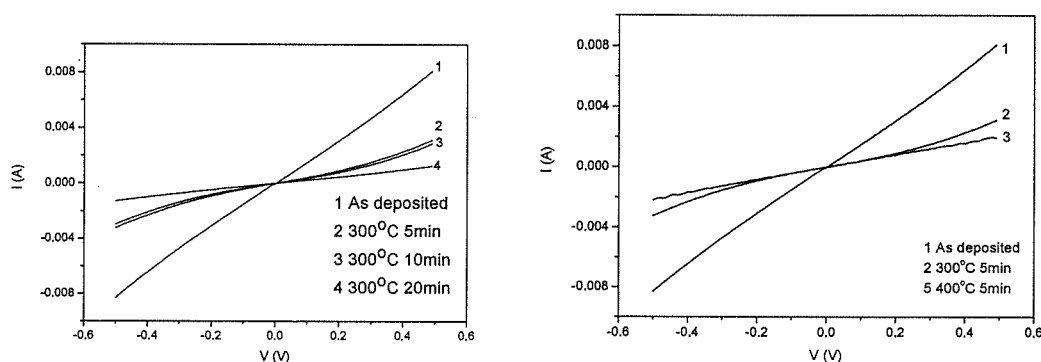 0.008
0.004
0.000
-0.004
-0.008
I (A)
1
2
3
4
1 As deposited
2 300°C 5min
3 300°C 10min
4 300°C 20min
-0.6 -0.4 -0.2 0.0 0.2 0.4 0.6
V (V)
0.008
0.004
0.000
-0.004
-0.008
I (A)
1
2
3
1 As deposited
2 300°C 5min
5 400°C 5min
-0.6 -0.4 -0.2 0.0 0.2 0.4 0.6
V (V)